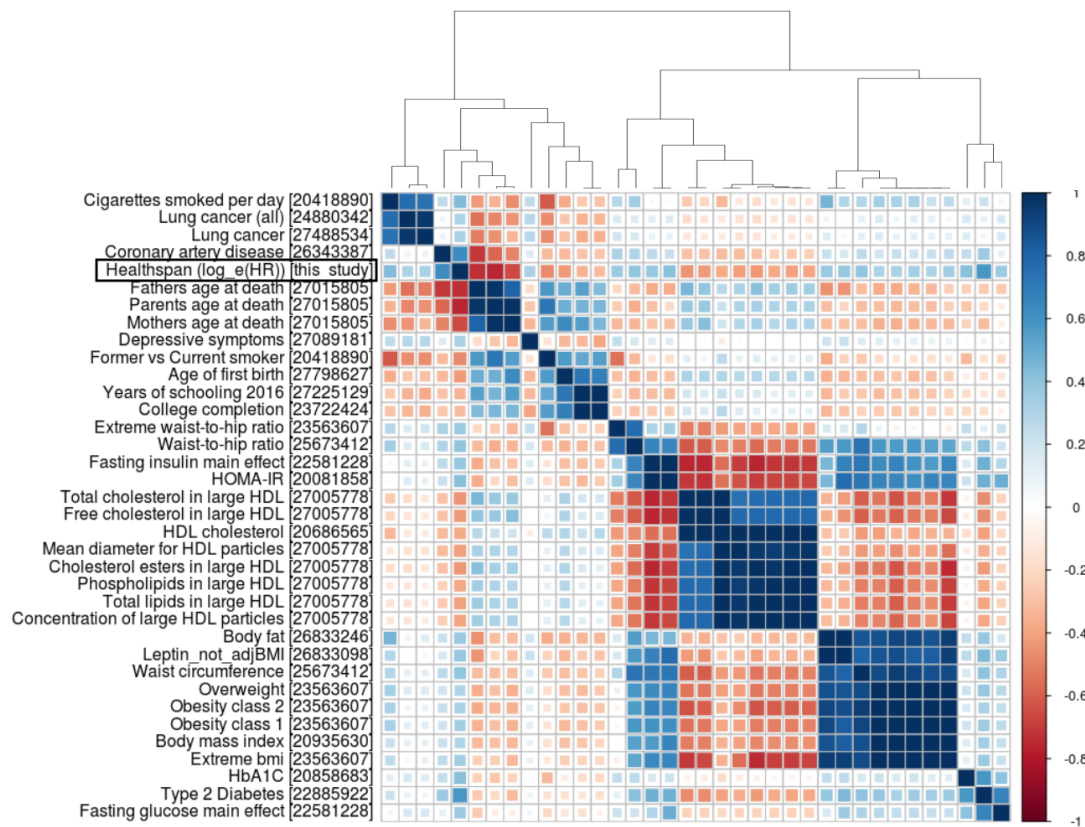 Cigarettes smoked per day [20418890]
Lung cancer (all) [24880342]
Lung cancer [27488534]
Coronary artery disease [26343387]
Healthspan (log_e(HR)) [this_study]
Fathers age at death [27015805]
Parents age at death [27015805]
Mothers age at death [27015805]
Depressive symptoms [27089181]
Former vs Current smoker [20418890]
Age of first birth [27798627]
Years of schooling 2016 [27225129]
College completion [23722424]
Extreme waist-to-hip ratio [23563607]
Waist-to-hip ratio [25673412]
Fasting insulin main effect [22581228]
HOMA-IR [20081858]
Total cholesterol in large HDL [27005778]
Free cholesterol in large HDL [27005778]
HDL cholesterol [20686565]
Mean diameter for HDL particles [27005778]
Cholesterol esters in large HDL [27005778]
Phospholipids in large HDL [27005778]
Total lipids in large HDL [27005778]
Concentration of large HDL particles [27005778]
Body fat [26833246]
Leptin_not_adjBMI [26833098]
Waist circumference [25673412]
Overweight [23563607]
Obesity class 2 [23563607]
Obesity class 1 [23563607]
Body mass index [20935630]
Extreme bmi [23563607]
HbA1C [20858683]
Type 2 Diabetes [22885922]
Fasting glucose main effect [22581228]
1
0.8
0.6
0.4
0.2
0
-0.2
-0.4
-0.6
-0.8
-1